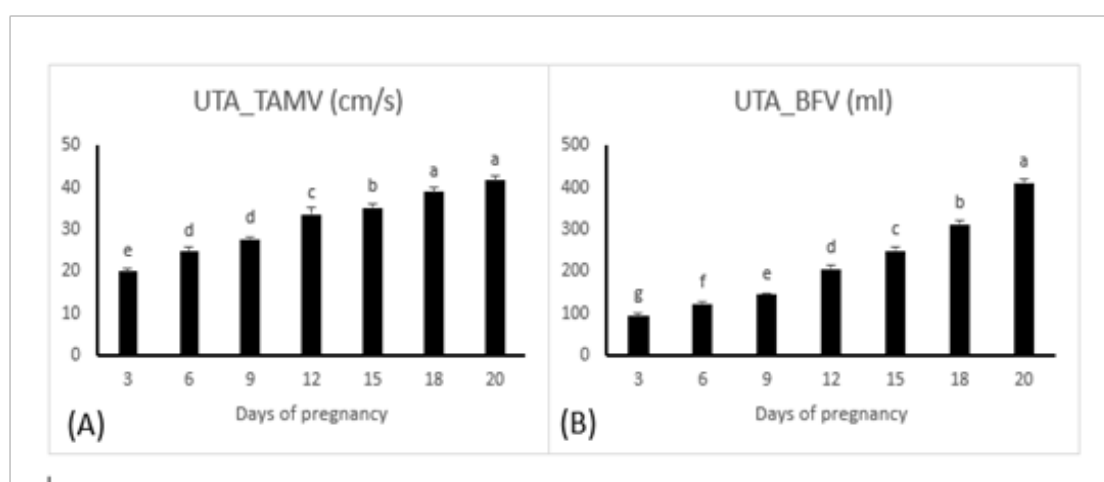 UTA_TAMV (cm/s)
50
40
30
20
10
0
e
d
d
c
b
a
a
3 6 9 12 15 18 20
Days of pregnancy
(A)
UTA_BFV (ml)
500
400
300
200
100
0
g
f
e
d
c
b
a
3 6 9 12 15 18 20
Days of pregnancy
(B)